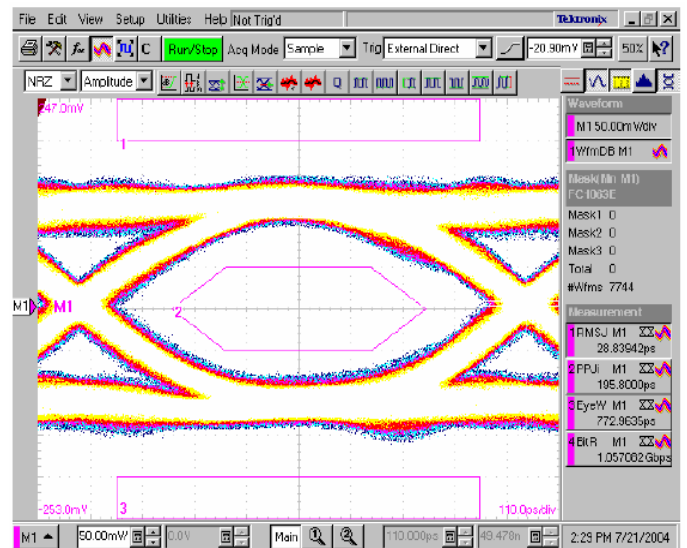 File Edit View Setup Utilities Help Not Trig'd Tektronix
Run/Stop Acq Mode Sample Trig External Direct -20.90mV 50%
NRZ Amplitude
247.0mV
1
M1
M1
2
-253.0mV 3 110.0ps/div
Waveform
M1 50.00mV/div
1 WfmDB M1
Mask(Mn M1)
FC1063E
Mask1 0
Mask2 0
Mask3 0
Total 0
#Wfms 7744
Measurement
1 RMSJ M1
28.83942ps
2 PPJi M1
195.8000ps
3 EyeW M1
772.9635ps
4 BitR M1
1.057062Gbps
M1 50.00mV 0.0V Main 110.000ps 49.478n 2:29 PM 7/21/2004